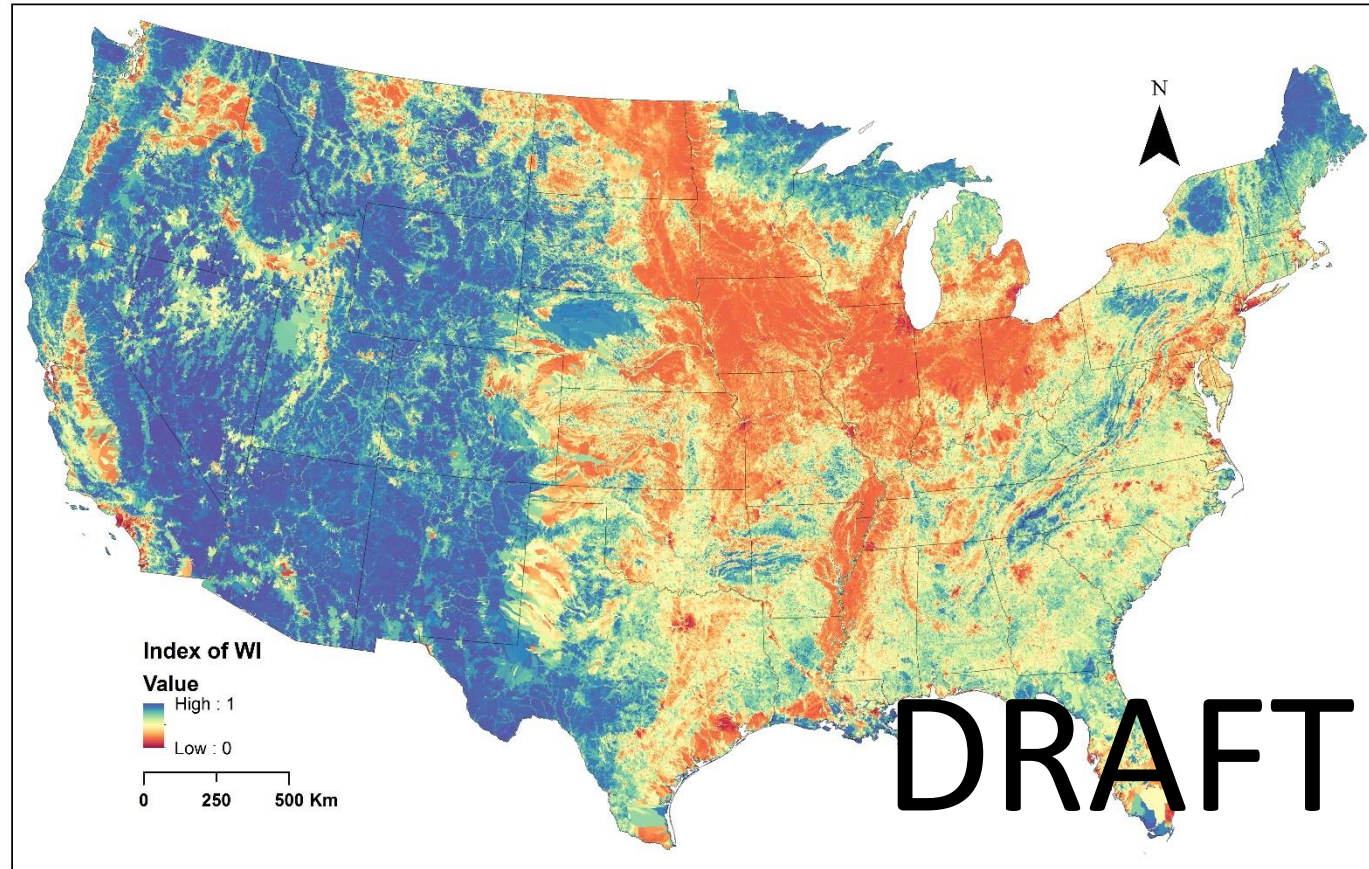 N
Index of WI
Value
High : 1
Low : 0
0 250 500 Km
DRAFT